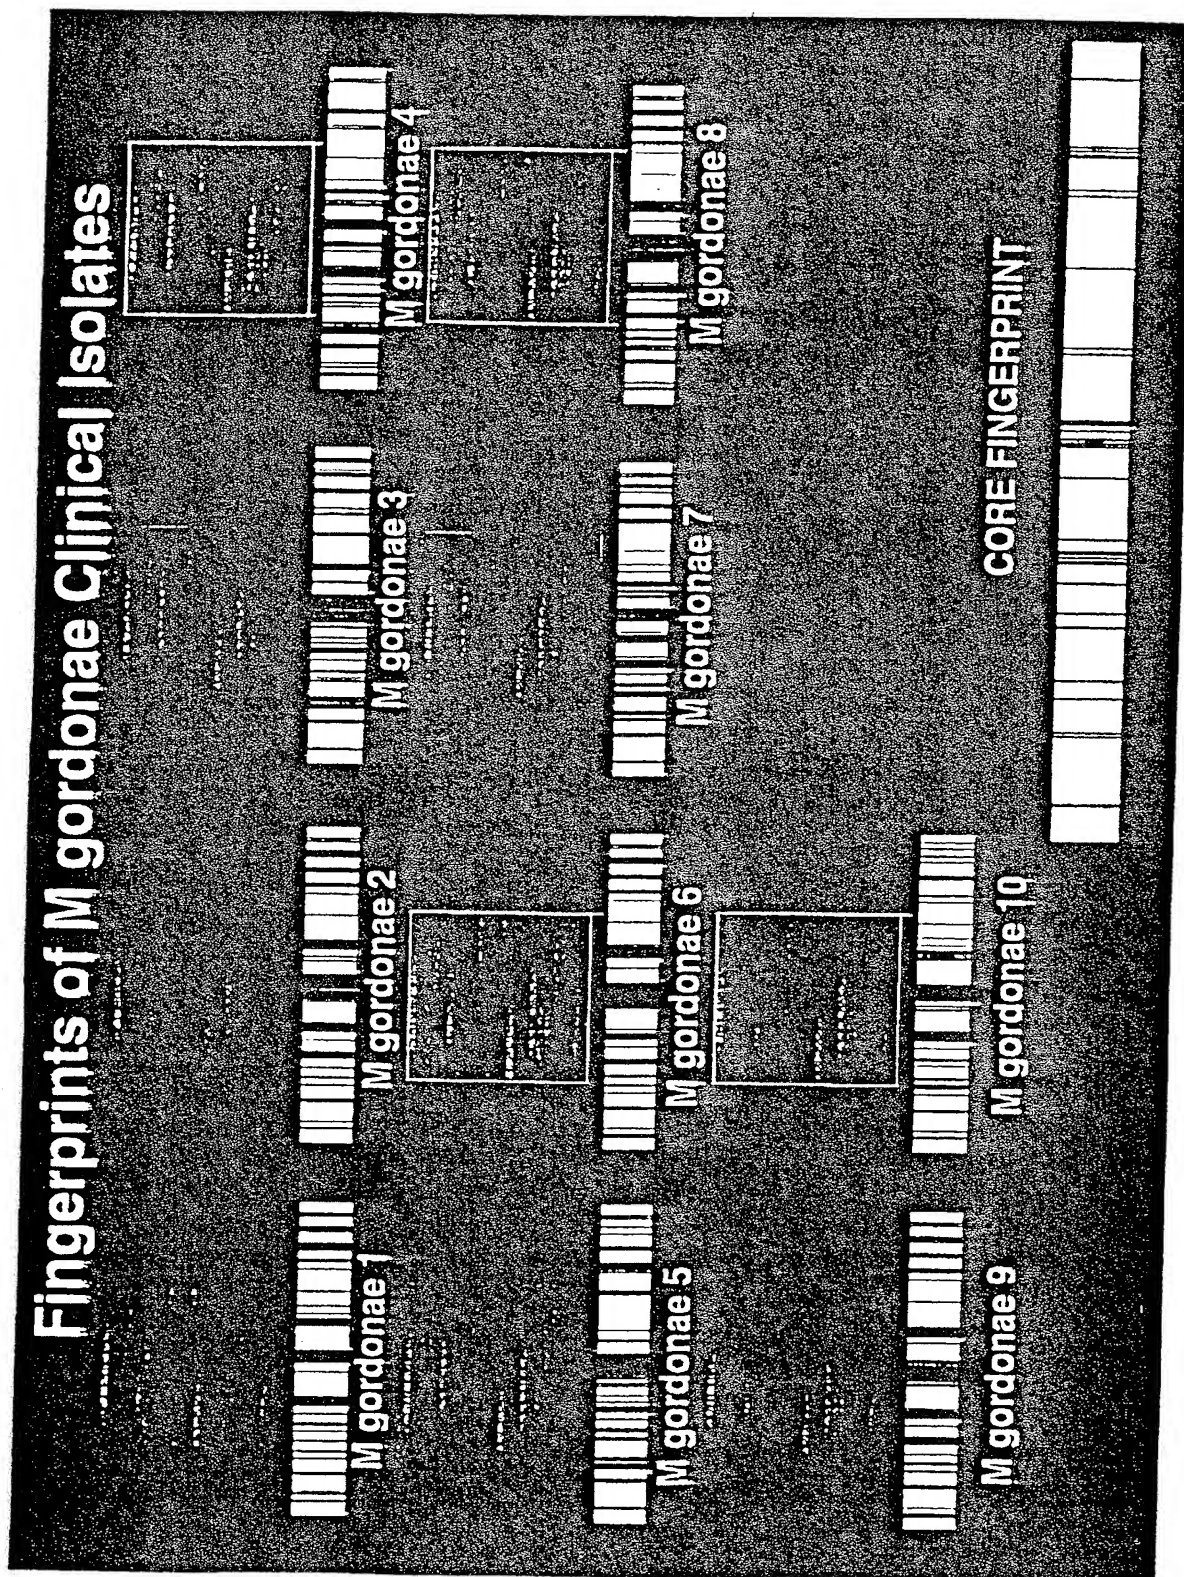 Fingerprints of M gordonae Clinical Isolates
M gordonae 1
M gordonae 2
M gordonae 3
M gordonae 4
M gordonae 5
M gordonae 6
M gordonae 7
M gordonae 8
M gordonae 9
M gordonae 10
CORE FINGERPRINT